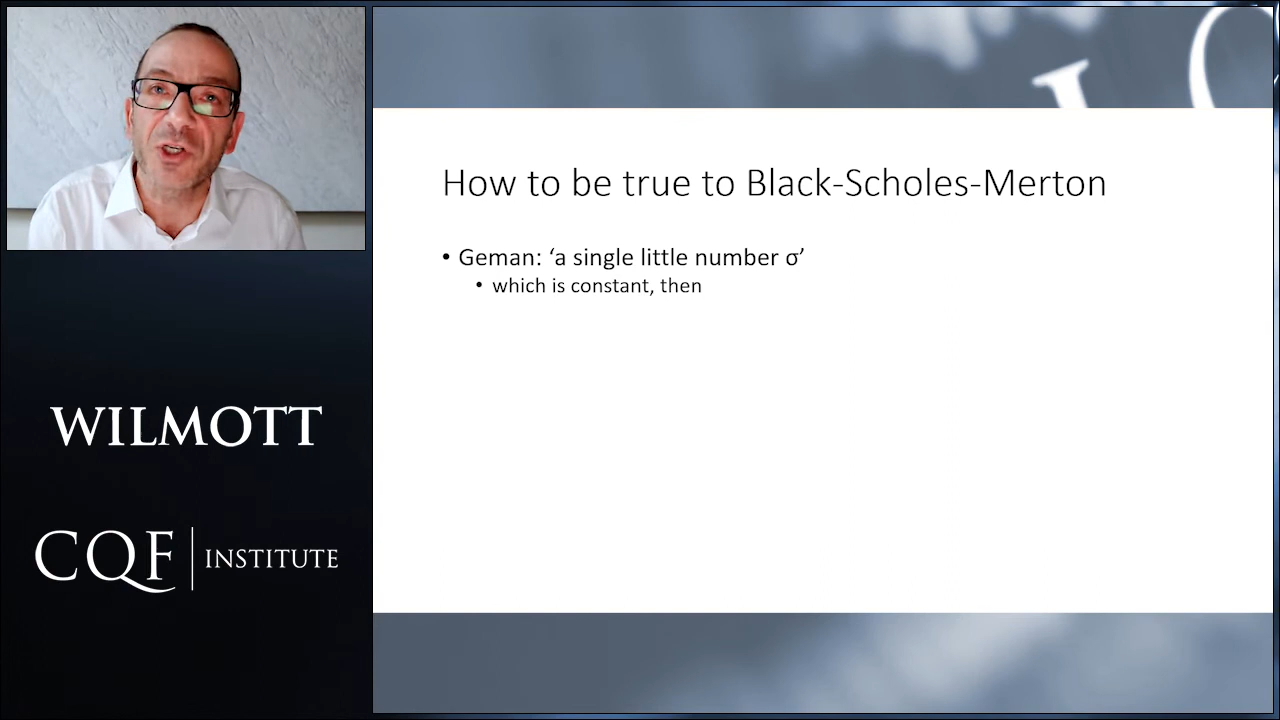 How to be true to Black-Scholes-Merton
• Geman: ‘a single little number σ’
• which is constant, then
WILMOTT
CQF | INSTITUTE